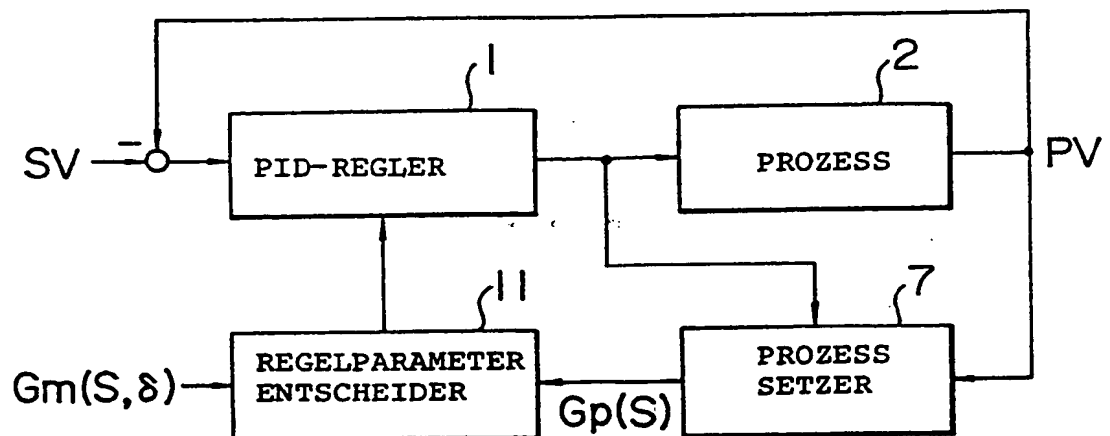 1
2
SV
-
PID-REGLER
PROZESS
PV
11
7
Gm(S,δ)
REGELPARAMETER
ENTSCHEIDER
Gp(S)
PROZESS
SETZER